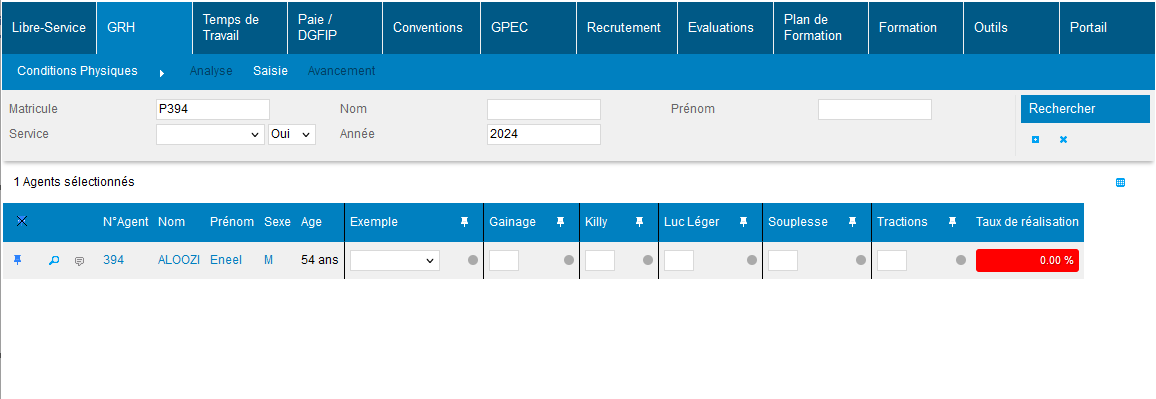 Libre-Service GRH Temps de Travail Paie / DGFIP Conventions GPEC Recrutement Evaluations Plan de Formation Formation Outils Portail
Conditions Physiques Analyse Saisie Avancement
Matricule P394 Nom Prénom Rechercher
Service Oui Année 2024
1 Agents sélectionnés
N°Agent Nom Prénom Sexe Age Exemple Gainage Killy Luc Léger Souplesse Tractions Taux de réalisation
394 ALOOZI Eneel M 54 ans 0.00 %